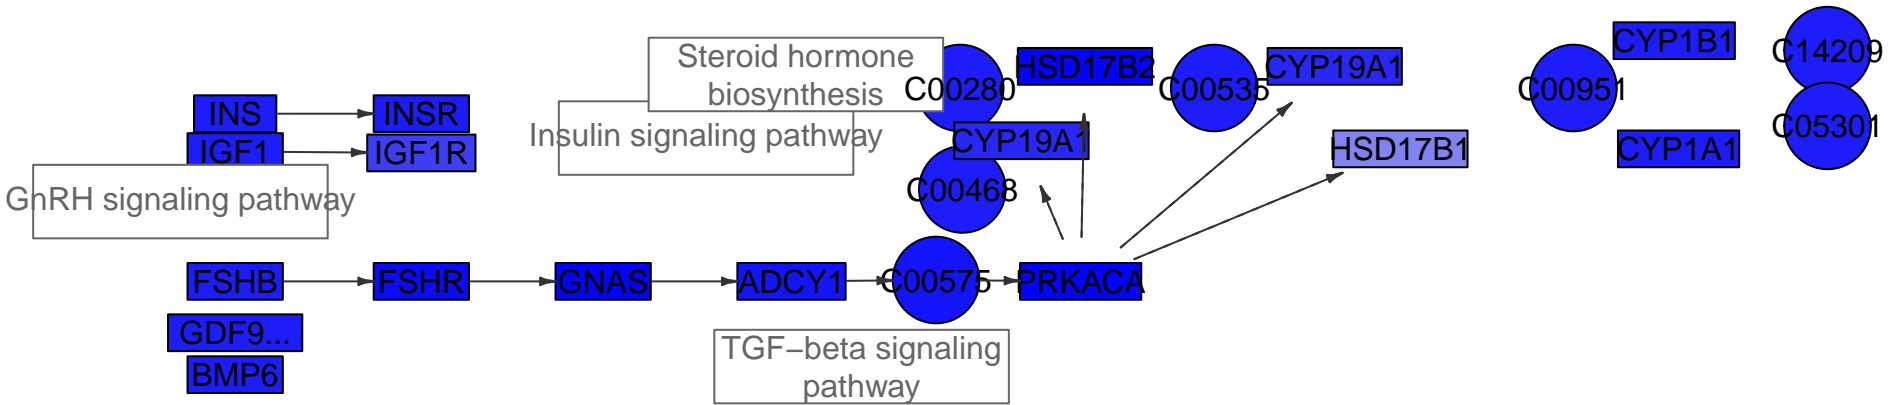 CYP1B1
C14209
Steroid hormone
biosynthesis
C00280
HSD17B2
C00535
CYP19A1
C00951
INS
INSR
C05301
Insulin signaling pathway
CYP19A1
IGF1
IGF1R
HSD17B1
CYP1A1
GnRH signaling pathway
C00468
FSHB
FSHR
GNAS
ADCY1
C00575
PRKACA
GDF9...
TGF−beta signaling
pathway
BMP6